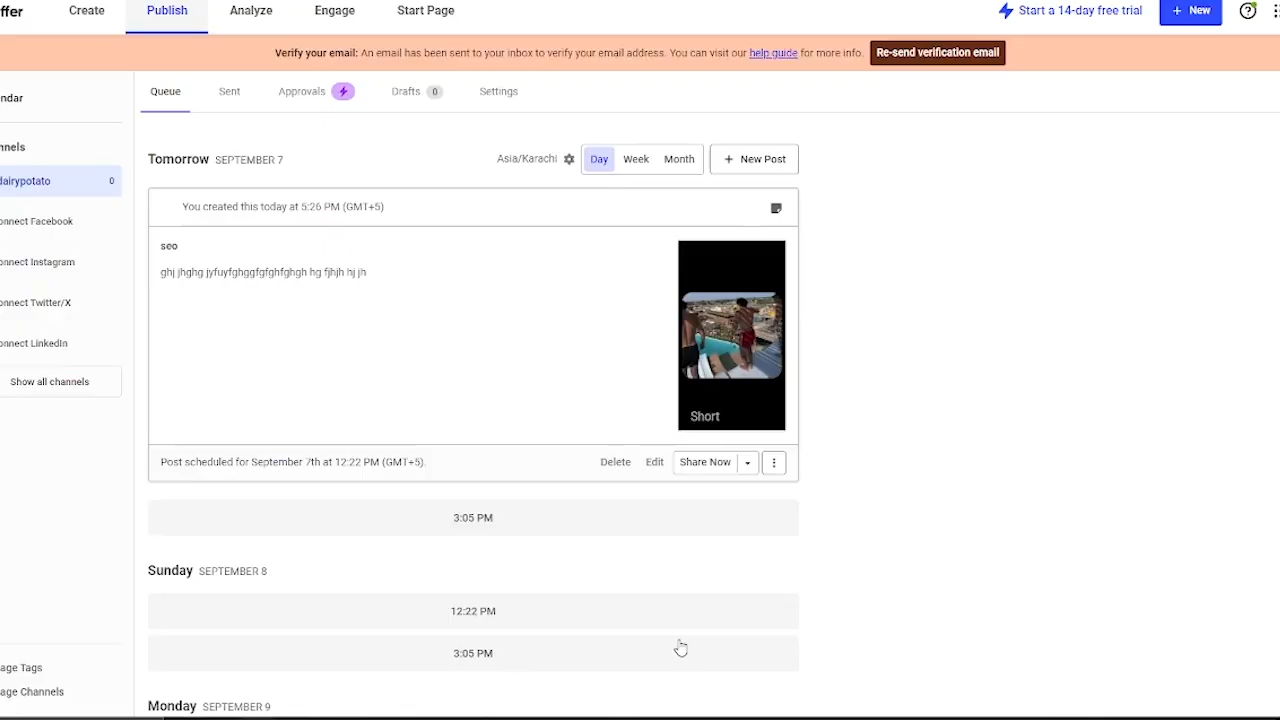 ffer Create Publish Analyze Engage Start Page Start a 14-day free trial + New
Verify your email: An email has been sent to your inbox to verify your email address. You can visit our help guide for more info. Re-send verification email
ndar
Queue Sent Approvals Drafts 0 Settings
nnels
dairypotato 0
onnect Facebook
onnect Instagram
onnect Twitter/X
onnect LinkedIn
Show all channels
Tomorrow SEPTEMBER 7 Asia/Karachi Day Week Month + New Post
You created this today at 5:26 PM (GMT+5)
seo
ghj jhghg jyfuyfghggfgfghfghgh hg fjhjh hj jh
Short
Post scheduled for September 7th at 12:22 PM (GMT+5). Delete Edit Share Now
3:05 PM
Sunday SEPTEMBER 8
12:22 PM
3:05 PM
Monday SEPTEMBER 9
age Tags
age Channels